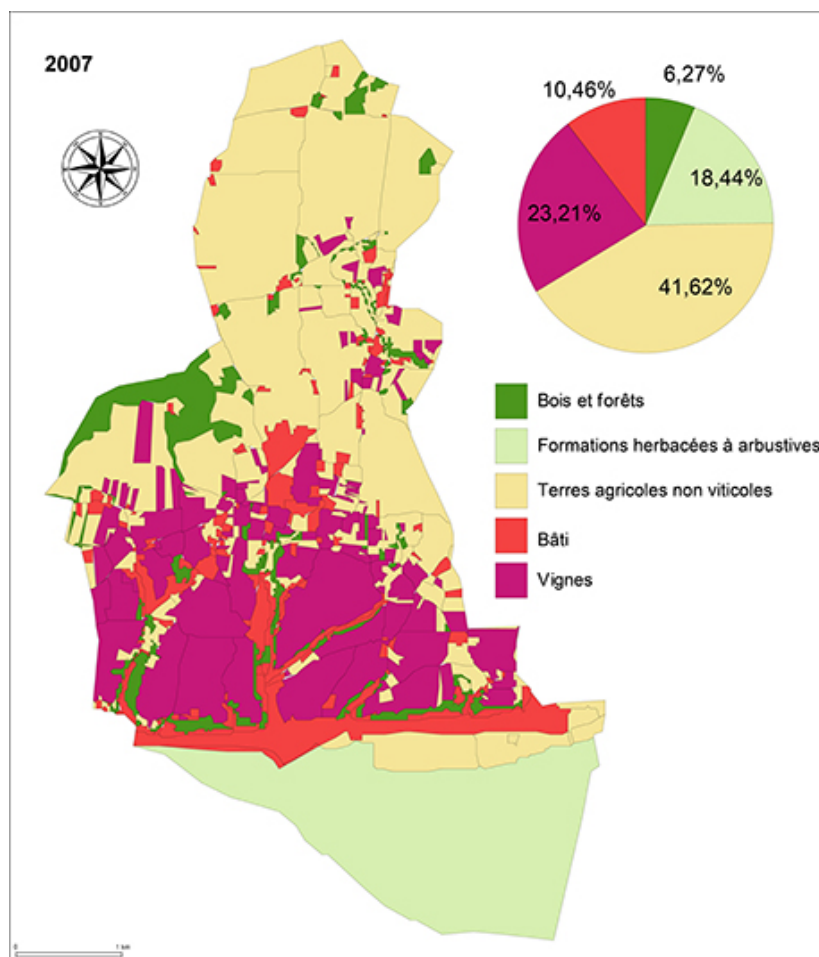 2007
6,27%
10,46%
18,44%
23,21%
41,62%
Bois et forêts
Formations herbacées à arbustives
Terres agricoles non viticoles
Bâti
Vignes
0 1 km